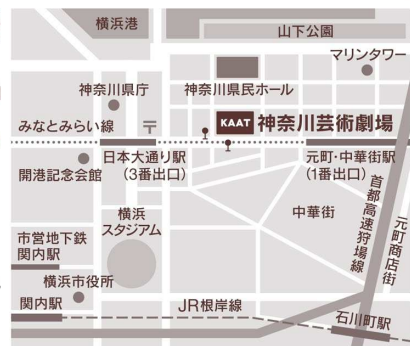 横浜港
山下公園
マリンタワー
神奈川県庁
神奈川県民ホール
みなとみらい線
〒
KAAT 神奈川芸術劇場
日本大通り駅
（3番出口）
元町・中華街駅
（1番出口）
開港記念会館
横浜
スタジアム
中華街
首都高速狩場線
元町商店街
市営地下鉄
関内駅
横浜市役所
関内駅
JR根岸線
石川町駅